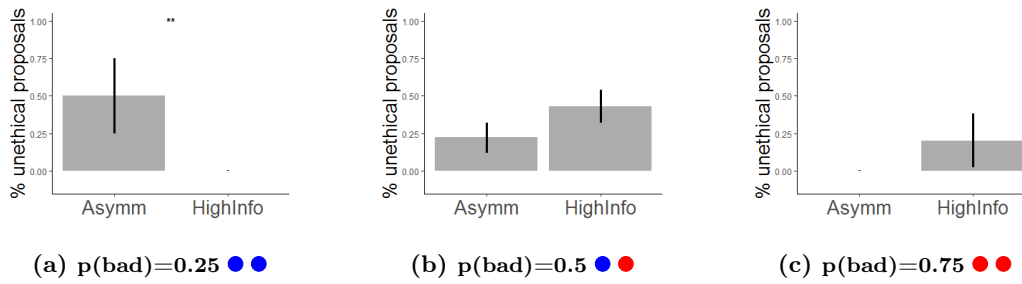 % unethical proposals
1.00
0.75
0.50
0.25
0.00
**
Asymm HighInfo
% unethical proposals
1.00
0.75
0.50
0.25
0.00
Asymm HighInfo
% unethical proposals
1.00
0.75
0.50
0.25
0.00
Asymm HighInfo
(a) p(bad)=0.25
(b) p(bad)=0.5
(c) p(bad)=0.75